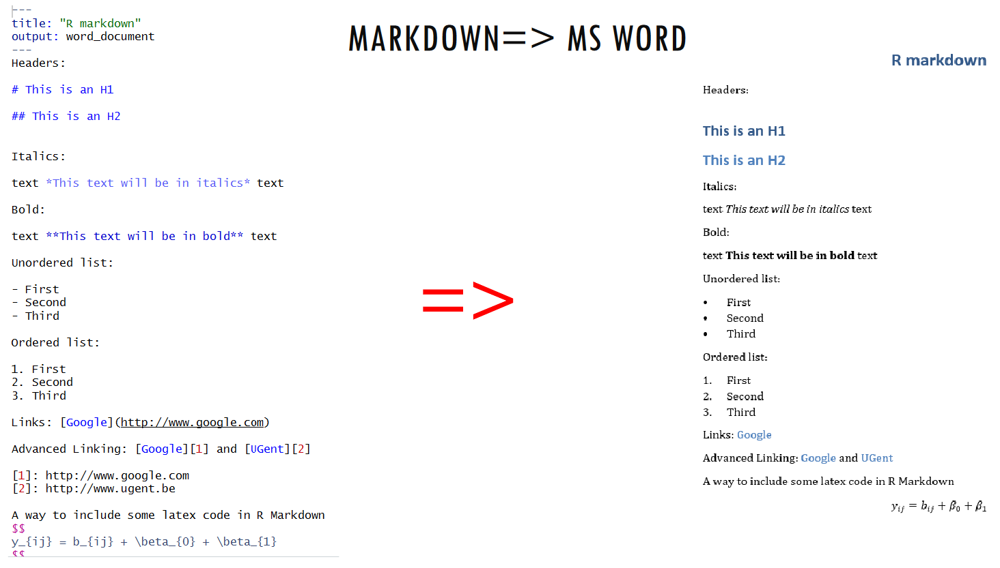 ---
title: "R markdown"
output: word_document
---
Headers:
# This is an H1
## This is an H2
Italics:
text *This text will be in italics* text
Bold:
text **This text will be in bold** text
Unordered list:
- First
- Second
- Third
Ordered list:
1. First
2. Second
3. Third
Links: [Google](http://www.google.com)
Advanced Linking: [Google][1] and [UGent][2]
[1]: http://www.google.com
[2]: http://www.ugent.be
A way to include some latex code in R Markdown
$$
y_{ij} = b_{ij} + \beta_{0} + \beta_{1}
$$
MARKDOWN=> MS WORD
=>
R markdown
Headers:
This is an H1
This is an H2
Italics:
text This text will be in italics text
Bold:
text This text will be in bold text
Unordered list:
• First
• Second
• Third
Ordered list:
1. First
2. Second
3. Third
Links: Google
Advanced Linking: Google and UGent
A way to include some latex code in R Markdown
yᵢⱼ = bᵢⱼ + β₀ + β₁